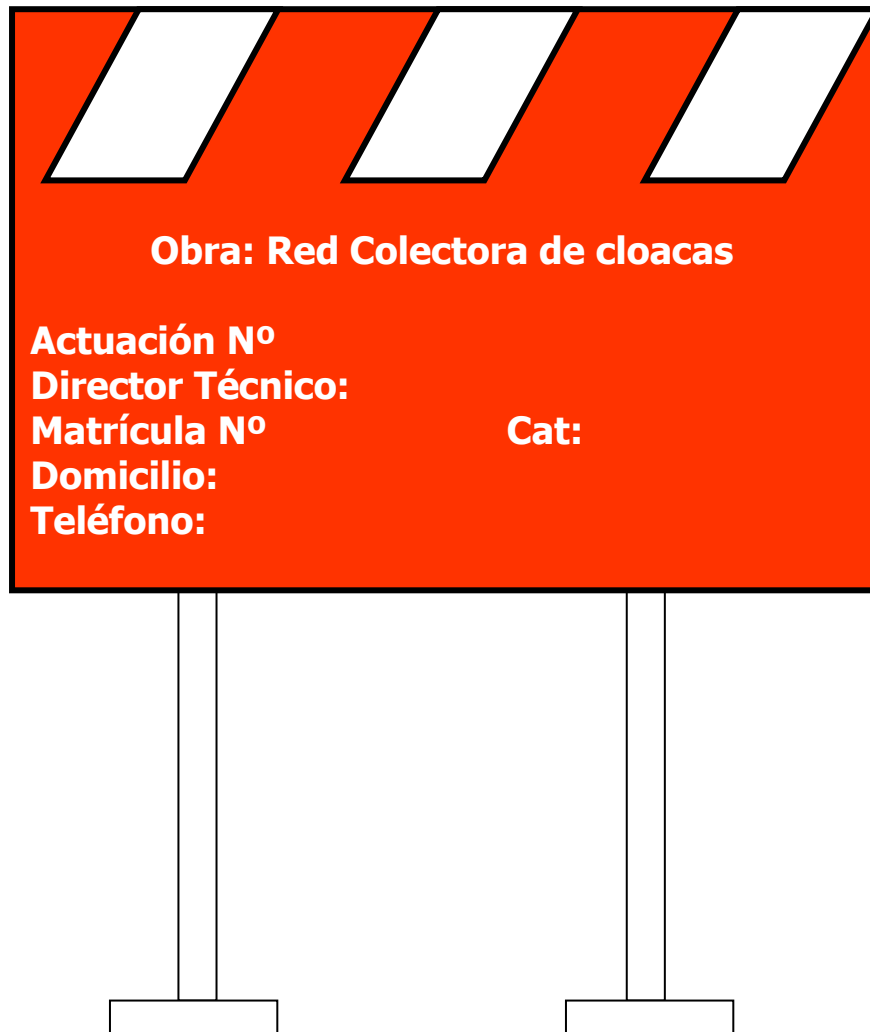 Obra: Red Colectora de cloacas
Actuación Nº
Director Técnico:
Matrícula Nº Cat:
Domicilio:
Teléfono: